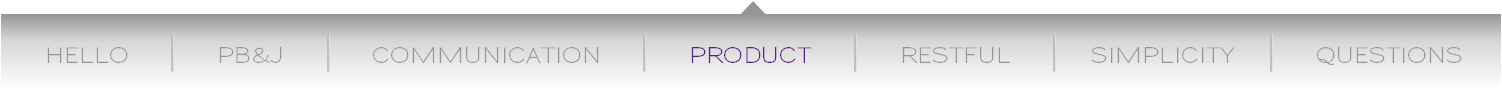 HELLO PB&J COMMUNICATION PRODUCT RESTFUL SIMPLICITY QUESTIONS